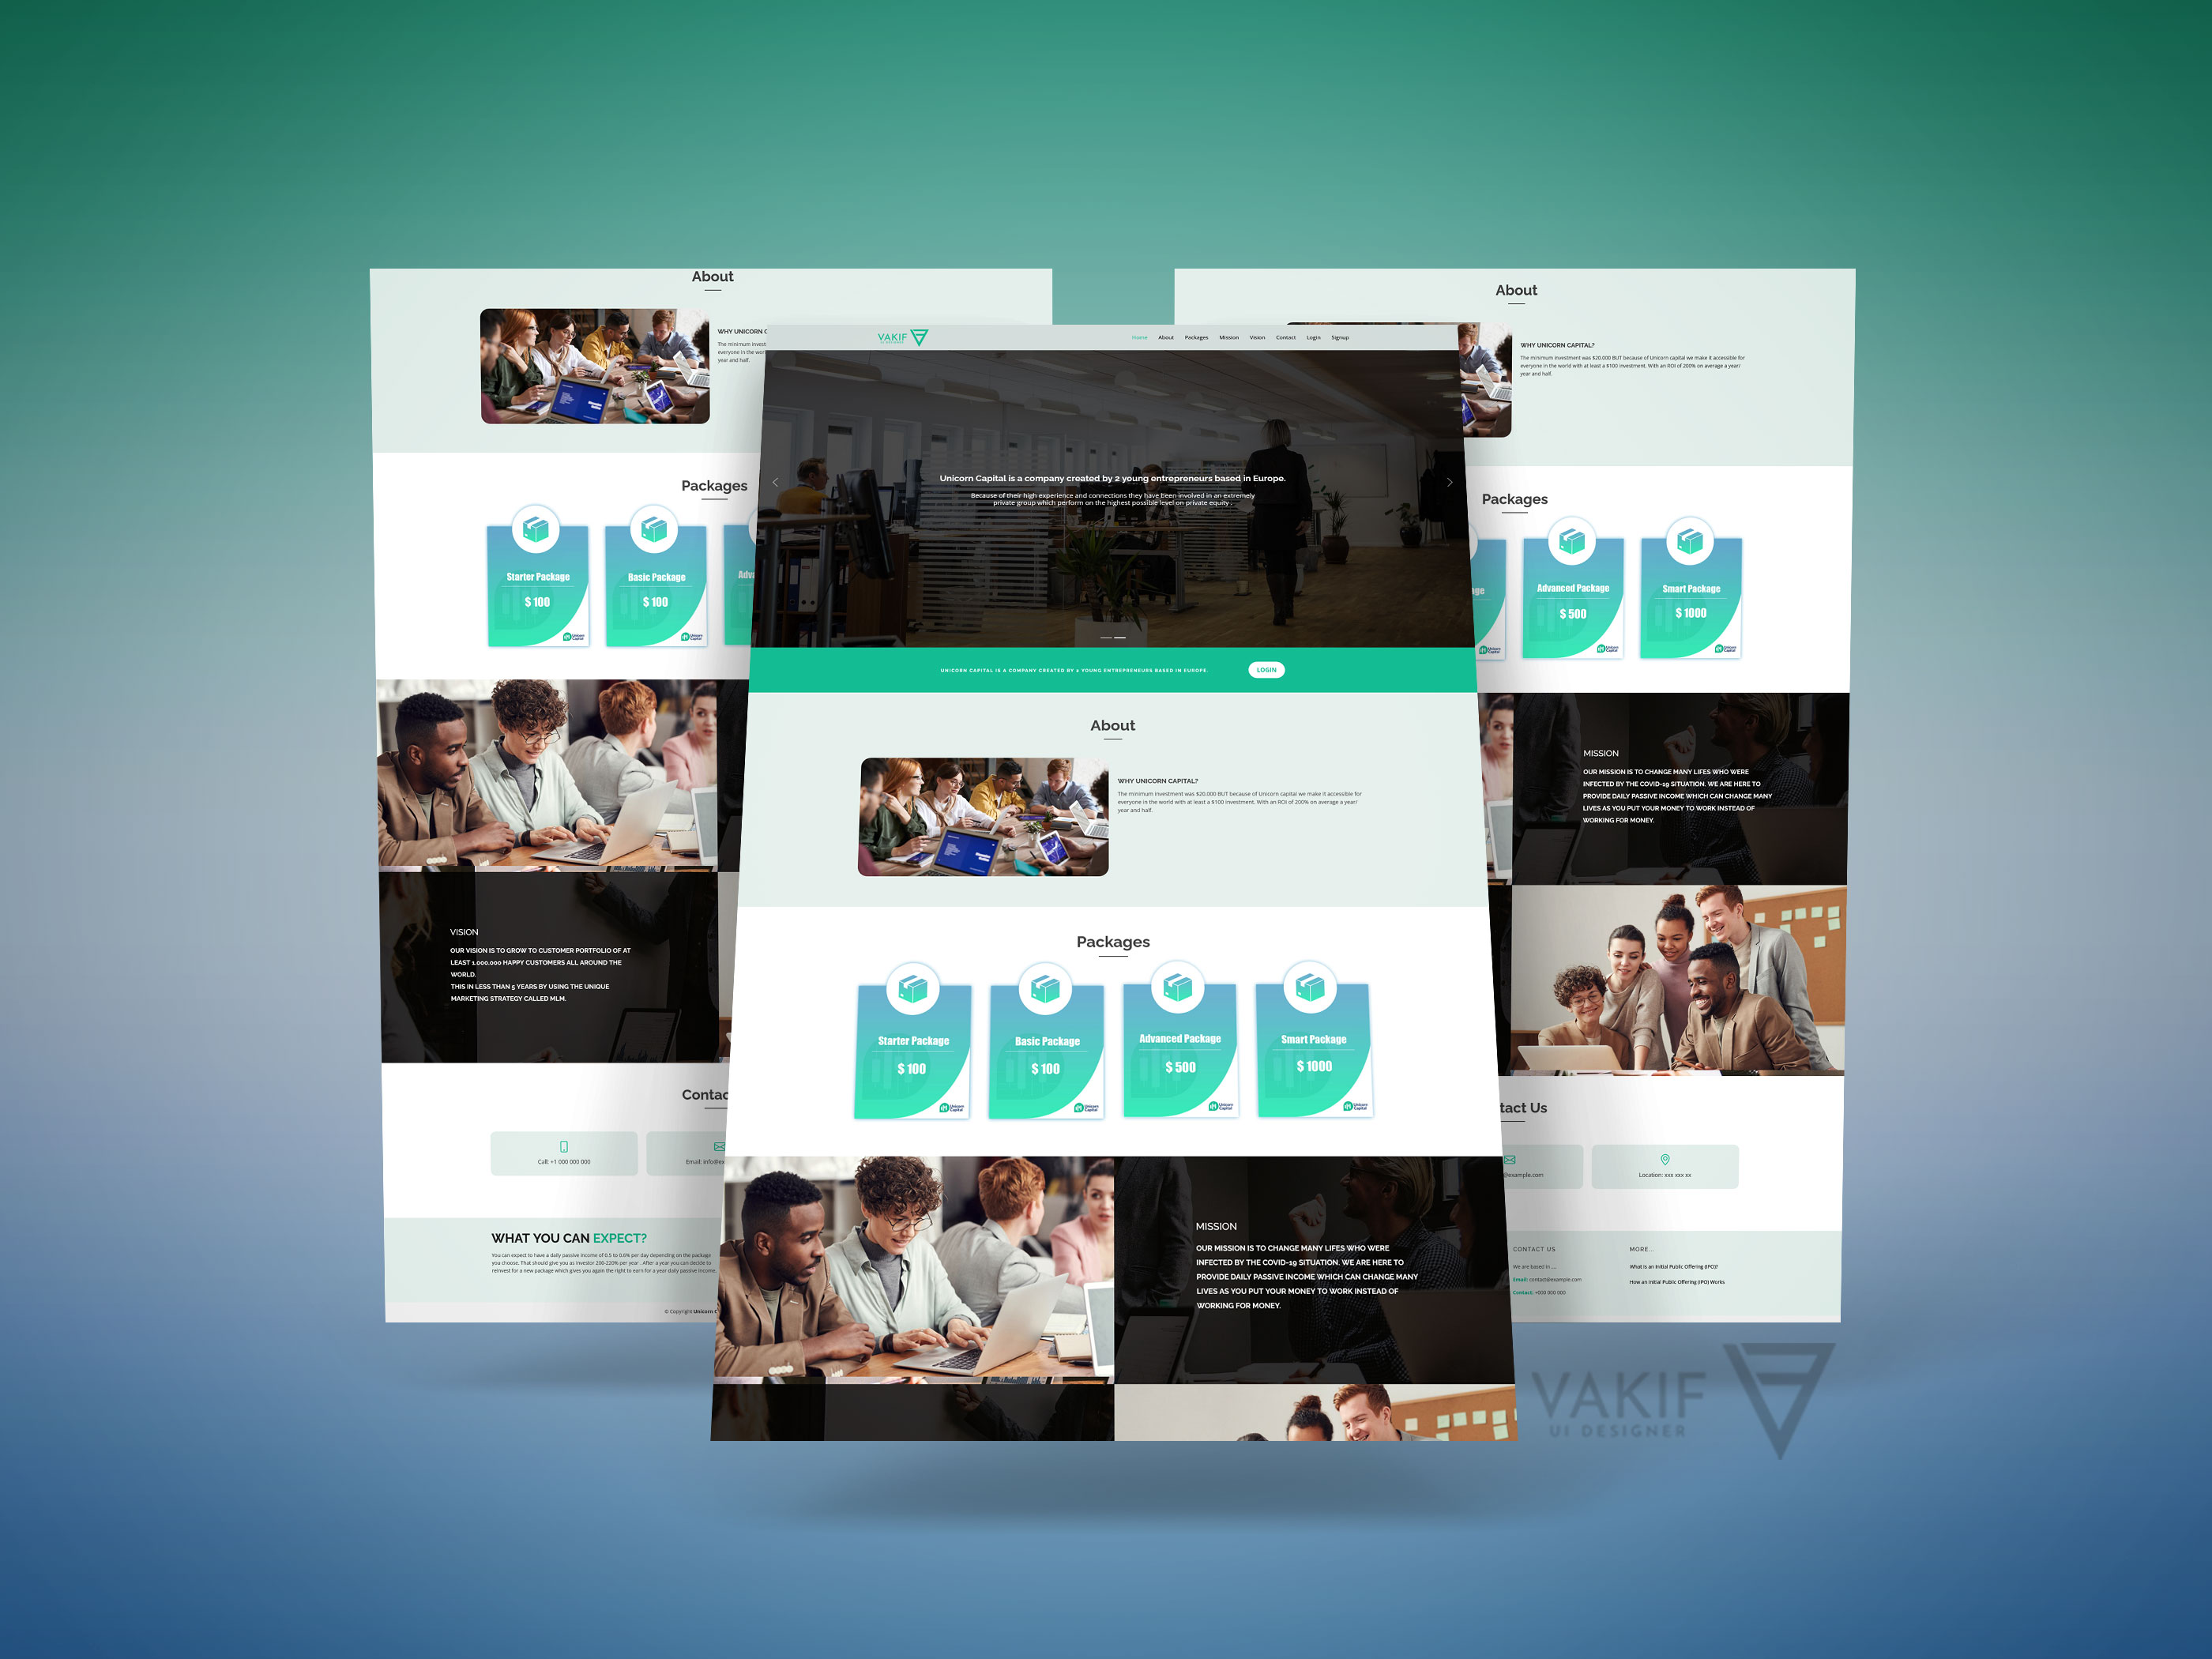 About
WHY UNICORN C
The minimum invest
everyone in the wor
year and half.
Packages
Starter Package
$ 100
Unicorn
Capital
Basic Package
$ 100
Unicorn
Capital
Adv
VISION
OUR VISION IS TO GROW TO CUSTOMER PORTFOLIO OF AT
LEAST 1.000.000 HAPPY CUSTOMERS ALL AROUND THE
WORLD.
THIS IN LESS THAN 5 YEARS BY USING THE UNIQUE
MARKETING STRATEGY CALLED MLM.
Contac
Call: +1 000 000 000
Email: info@ex
WHAT YOU CAN EXPECT?
You can expect to have a daily passive income of 0.5 to 0.6% per day depending on the package
you choose. That should give you as investor 200-220% per year . After a year you can decide to
reinvest for a new package which gives you again the right to earn for a year daily passive income.
© Copyright Unicorn C
VAKIF
UI DESIGNER
Home About Packages Mission Vision Contact Login Signup
Unicorn Capital is a company created by 2 young entrepreneurs based in Europe.
Because of their high experience and connections they have been involved in an extremely
private group which perform on the highest possible level on private equity .
UNICORN CAPITAL IS A COMPANY CREATED BY 2 YOUNG ENTREPRENEURS BASED IN EUROPE.
LOGIN
About
WHY UNICORN CAPITAL?
The minimum investment was $20.000 BUT because of Unicorn capital we make it accessible for
everyone in the world with at least a $100 investment. With an ROI of 200% on average a year/
year and half.
Packages
Starter Package
$ 100
Unicorn
Capital
Basic Package
$ 100
Unicorn
Capital
Advanced Package
$ 500
Unicorn
Capital
Smart Package
$ 1000
Unicorn
Capital
MISSION
OUR MISSION IS TO CHANGE MANY LIFES WHO WERE
INFECTED BY THE COVID-19 SITUATION. WE ARE HERE TO
PROVIDE DAILY PASSIVE INCOME WHICH CAN CHANGE MANY
LIVES AS YOU PUT YOUR MONEY TO WORK INSTEAD OF
WORKING FOR MONEY.
About
WHY UNICORN CAPITAL?
The minimum investment was $20.000 BUT because of Unicorn capital we make it accessible for
everyone in the world with at least a $100 investment. With an ROI of 200% on average a year/
year and half.
Packages
ge
Unicorn
Capital
Advanced Package
$ 500
Unicorn
Capital
Smart Package
$ 1000
Unicorn
Capital
MISSION
OUR MISSION IS TO CHANGE MANY LIFES WHO WERE
INFECTED BY THE COVID-19 SITUATION. WE ARE HERE TO
PROVIDE DAILY PASSIVE INCOME WHICH CAN CHANGE MANY
LIVES AS YOU PUT YOUR MONEY TO WORK INSTEAD OF
WORKING FOR MONEY.
tact Us
@example.com
Location: xxx xxx xx
CONTACT US
We are based in ....
Email: contact@example.com
Contact: +000 000 000
MORE...
What is an Initial Public Offering (IPO)?
How an Initial Public Offering (IPO) Works
VAKIF
UI DESIGNER